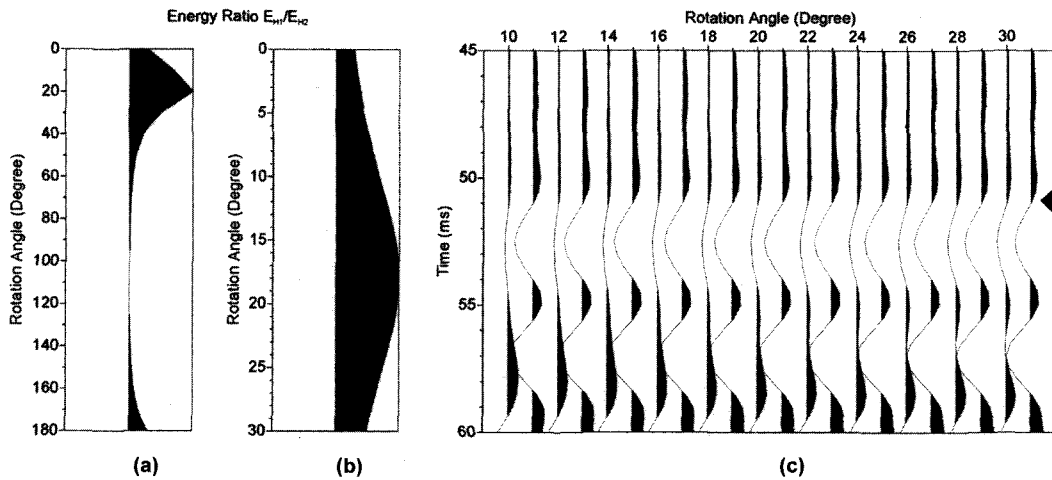 Energy Ratio E_H1/E_H2
Rotation Angle (Degree)
0
20
40
60
80
100
120
140
160
180
(a)
Rotation Angle (Degree)
0
5
10
15
20
25
30
(b)
Rotation Angle (Degree)
10 12 14 16 18 20 22 24 26 28 30
Time (ms)
45
50
55
60
(c)